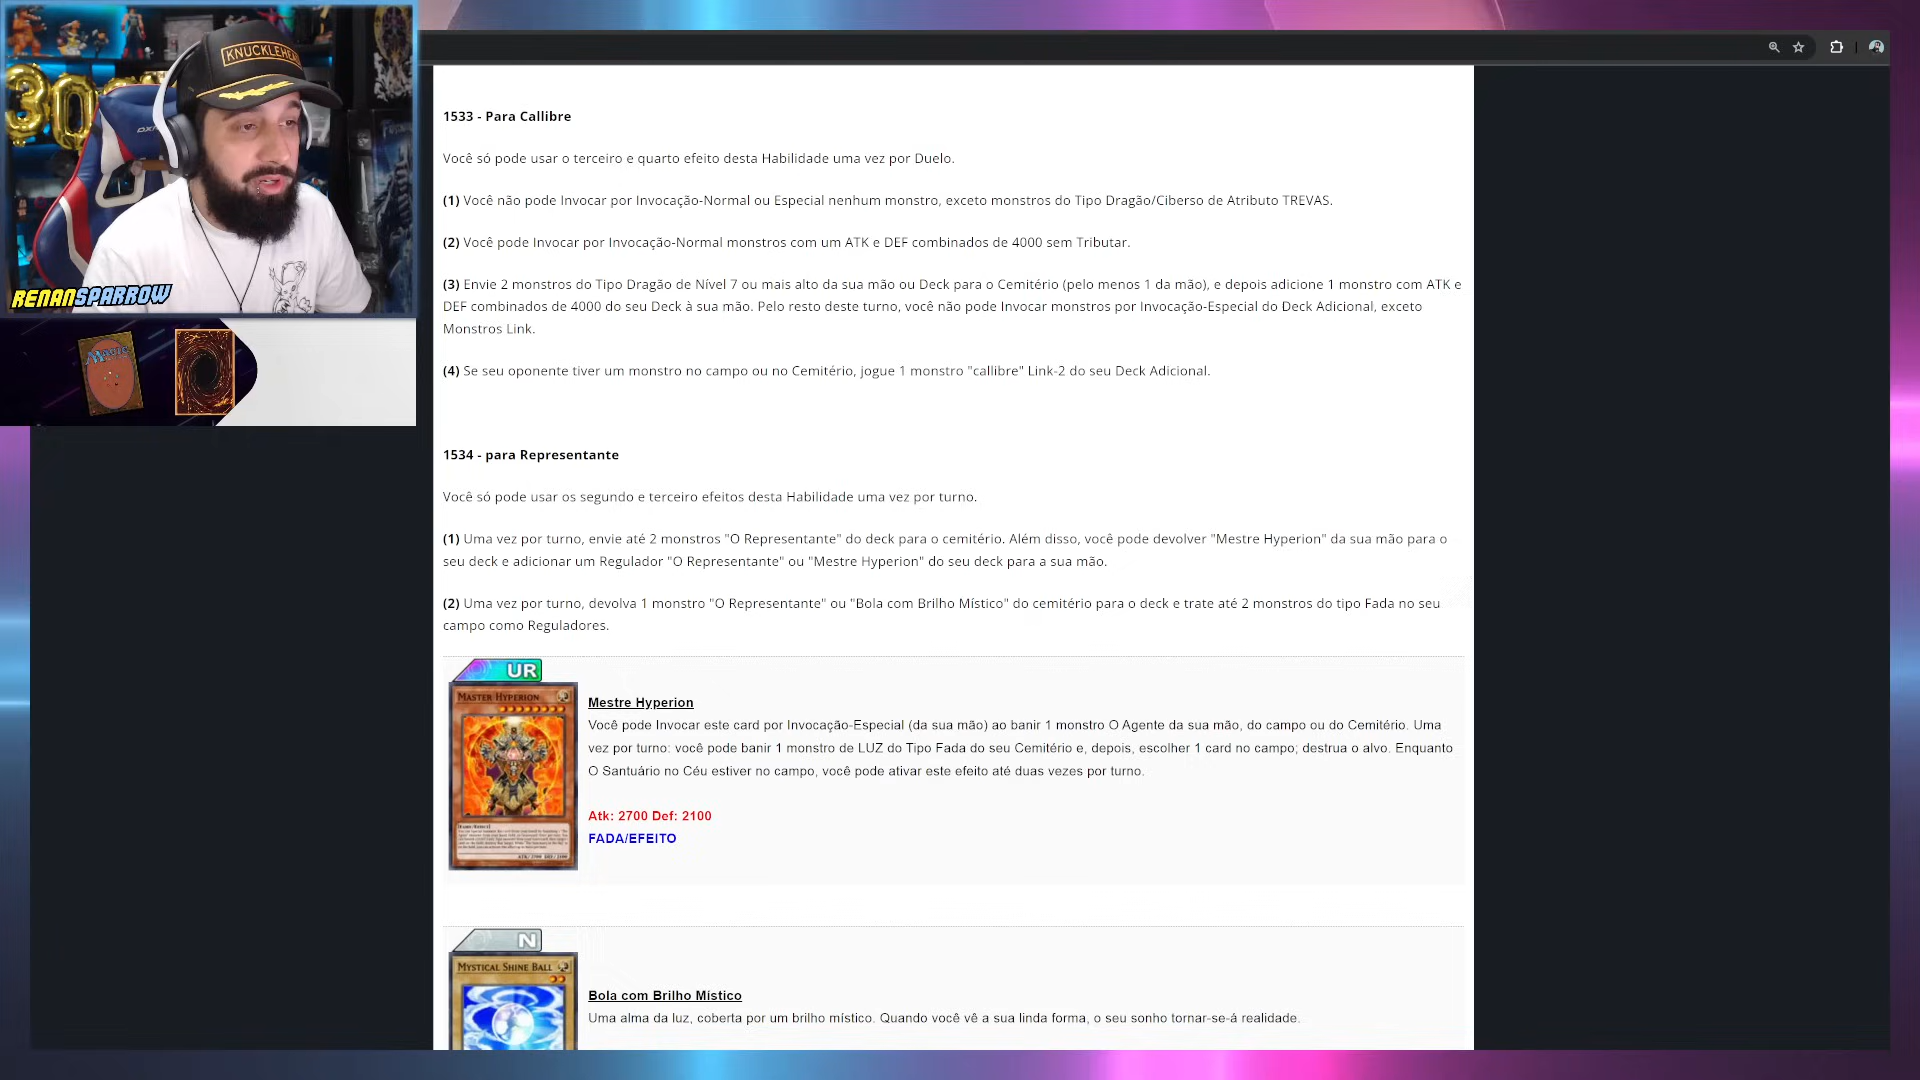 KNUCKLEHEAD
RENANSPARROW
1533 - Para Callibre
Você só pode usar o terceiro e quarto efeito desta Habilidade uma vez por Duelo.
(1) Você não pode Invocar por Invocação-Normal ou Especial nenhum monstro, exceto monstros do Tipo Dragão/Ciberso de Atributo TREVAS.
(2) Você pode Invocar por Invocação-Normal monstros com um ATK e DEF combinados de 4000 sem Tributar.
(3) Envie 2 monstros do Tipo Dragão de Nível 7 ou mais alto da sua mão ou Deck para o Cemitério (pelo menos 1 da mão), e depois adicione 1 monstro com ATK e
DEF combinados de 4000 do seu Deck à sua mão. Pelo resto deste turno, você não pode Invocar monstros por Invocação-Especial do Deck Adicional, exceto
Monstros Link.
(4) Se seu oponente tiver um monstro no campo ou no Cemitério, jogue 1 monstro "callibre" Link-2 do seu Deck Adicional.
1534 - para Representante
Você só pode usar os segundo e terceiro efeitos desta Habilidade uma vez por turno.
(1) Uma vez por turno, envie até 2 monstros "O Representante" do deck para o cemitério. Além disso, você pode devolver "Mestre Hyperion" da sua mão para o
seu deck e adicionar um Regulador "O Representante" ou "Mestre Hyperion" do seu deck para a sua mão.
(2) Uma vez por turno, devolva 1 monstro "O Representante" ou "Bola com Brilho Místico" do cemitério para o deck e trate até 2 monstros do tipo Fada no seu
campo como Reguladores.
UR
MASTER HYPERION
Mestre Hyperion
Você pode Invocar este card por Invocação-Especial (da sua mão) ao banir 1 monstro O Agente da sua mão, do campo ou do Cemitério. Uma
vez por turno: você pode banir 1 monstro de LUZ do Tipo Fada do seu Cemitério e, depois, escolher 1 card no campo; destrua o alvo. Enquanto
O Santuário no Céu estiver no campo, você pode ativar este efeito até duas vezes por turno.
Atk: 2700 Def: 2100
FADA/EFEITO
N
MYSTICAL SHINE BALL
Bola com Brilho Místico
Uma alma da luz, coberta por um brilho místico. Quando você vê a sua linda forma, o seu sonho tornar-se-á realidade.